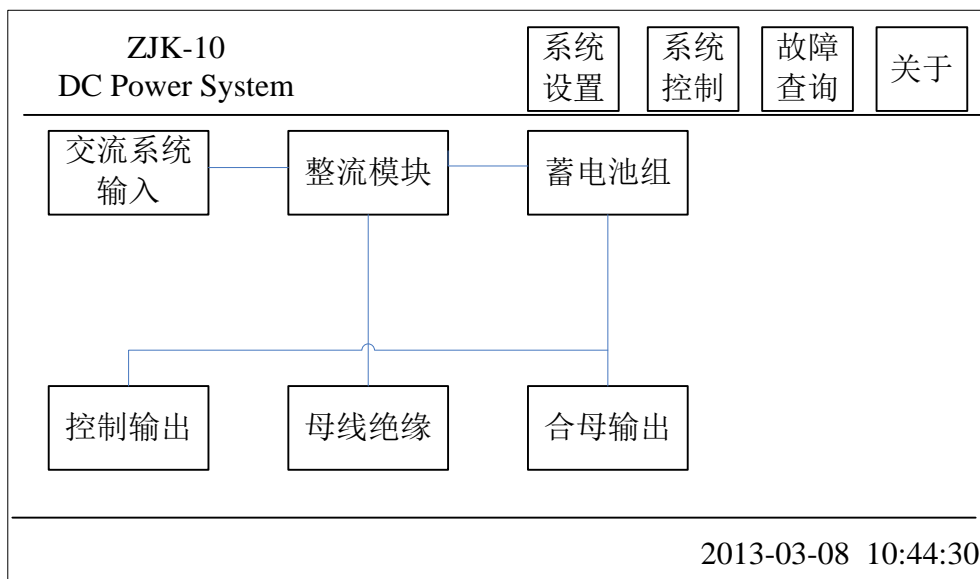 ZJK-10
DC Power System
系统
设置
系统
控制
故障
查询
关于
交流系统
输入
整流模块
蓄电池组
控制输出
母线绝缘
合母输出
2013-03-08 10:44:30